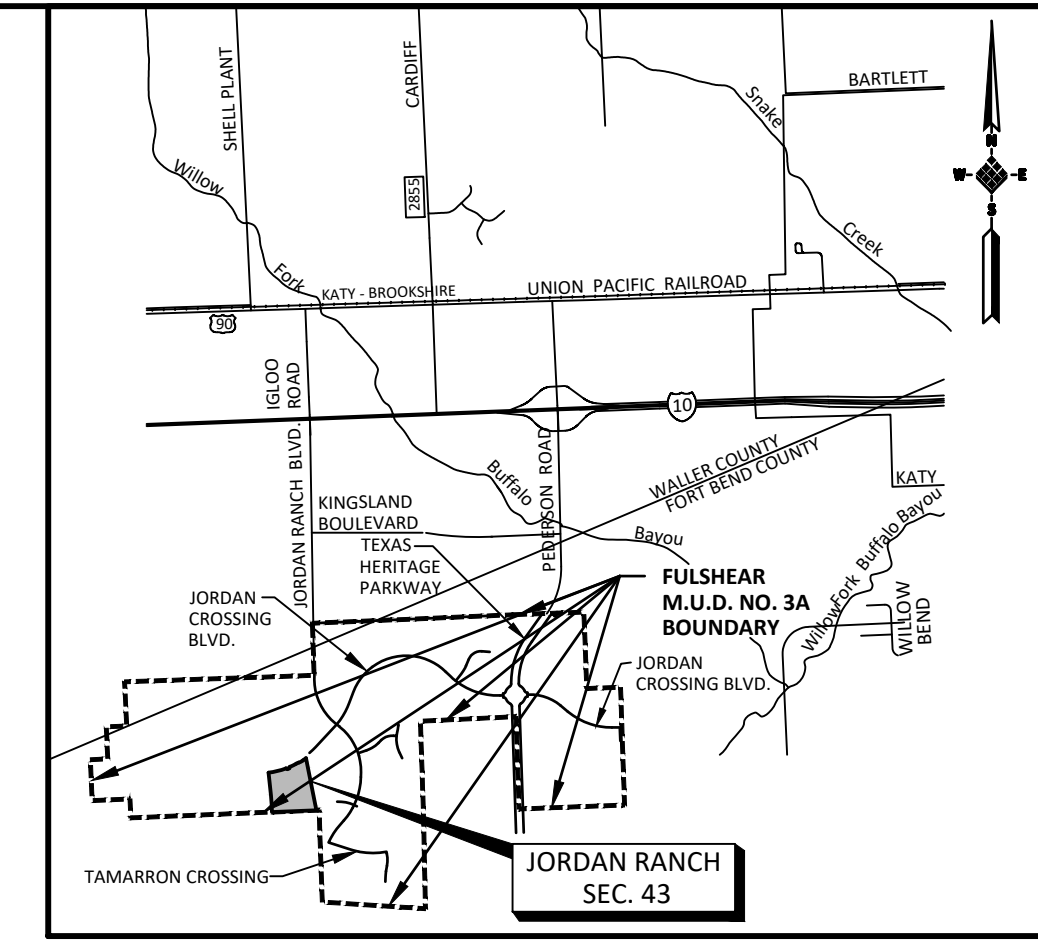 BARTLETT
SHELL PLANT
CARDIFF
Snake
Willow
2855
N
W
E
S
Creek
Fork
KATY - BROOKSHIRE
UNION PACIFIC RAILROAD
90
IGLOO
ROAD
10
JORDAN RANCH BLVD.
PEDERSON ROAD
WALLER COUNTY
FORT BEND COUNTY
Buffalo
KATY
KINGSLAND
BOULEVARD
Bayou
TEXAS
HERITAGE
PARKWAY
Willow Fork Buffalo Bayou
FULSHEAR
M.U.D. NO. 3A
BOUNDARY
WILLOW
BEND
JORDAN
CROSSING
BLVD.
JORDAN
CROSSING BLVD.
TAMARRON CROSSING
JORDAN RANCH
SEC. 43